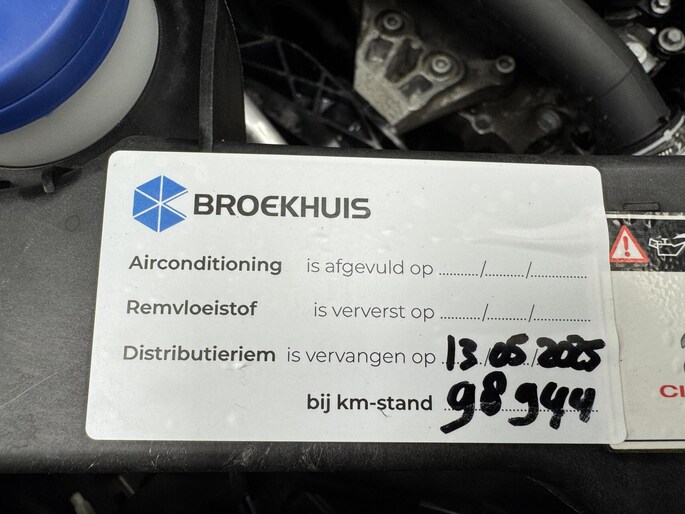 BROEKHUIS
Airconditioning is afgevuld op ........../........../..............
Remvloeistof is ververst op ........../........../..............
Distributieriem is vervangen op 13/05/2025
bij km-stand 98944